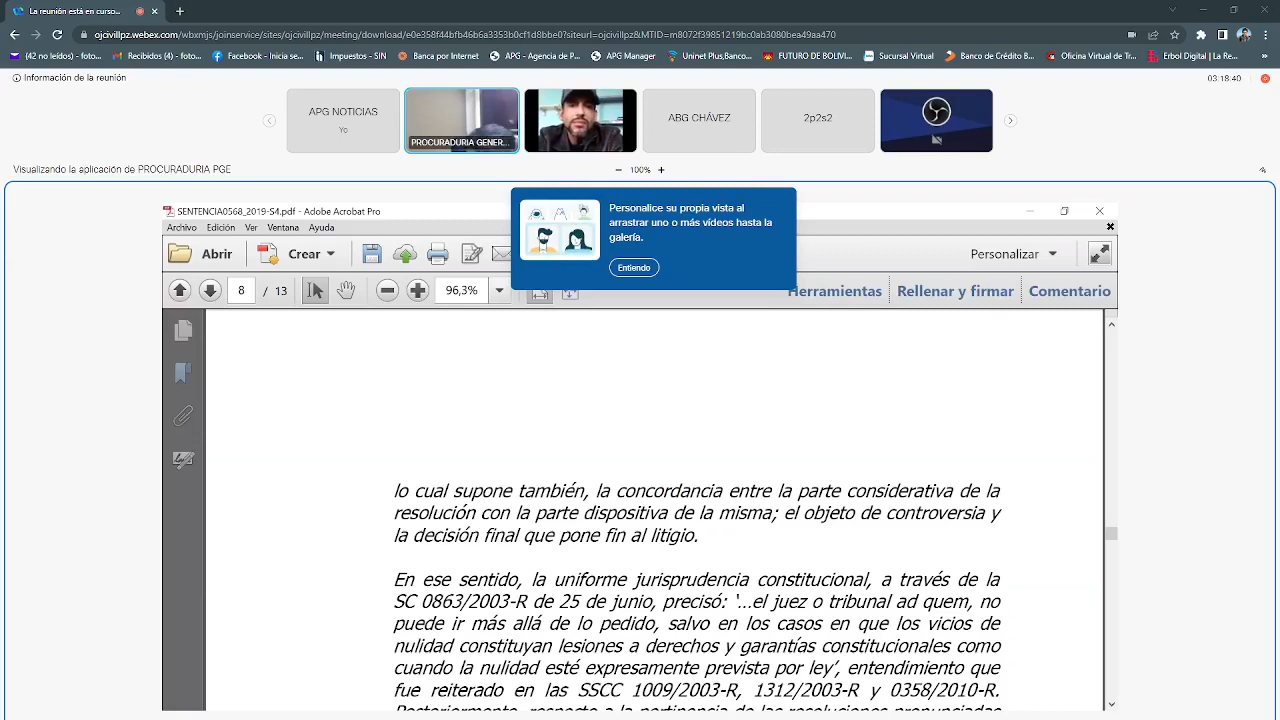 La reunión está en curso...
ojcivillpz.webex.com/wbxmjs/joinservice/sites/ojcivillpz/meeting/download/e0e358f44bfb46b6a3353d0cf1d8bbe0?siteurl=ojcivillpz&MTID=m8072f39851219bc0ab3080bea49aea70
(42 no leídos) - foto...
Recibidos (4) - foto...
Facebook - Inicia se...
Impuestos - SIN
Banca por Internet
APG - Agencia de P...
APG Manager
Uninet Plus,Banco...
FUTURO DE BOLIVI...
Sucursal Virtual
Banco de Crédito B...
Oficina Virtual de Tr...
Erbol Digital | La...
Información de la reunión
03:18:40
APG NOTICIAS
Yo
PROCURADURIA GENER...
ABG CHÁVEZ
2p2s2
Visualizando la aplicación de PROCURADURIA PGE
100%
Personalice su propia vista al
arrastrar uno o más vídeos hasta la
galería.
Entiendo
SENTENCIA0568_2019-S4.pdf - Adobe Acrobat Pro
Archivo Edición Ver Ventana Ayuda
Abrir
Crear
Personalizar
8 / 13
96,3%
Herramientas
Rellenar y firmar
Comentario
lo cual supone también, la concordancia entre la parte considerativa de la
resolución con la parte dispositiva de la misma; el objeto de controversia y
la decisión final que pone fin al litigio.
En ese sentido, la uniforme jurisprudencia constitucional, a través de la
SC 0863/2003-R de 25 de junio, precisó: '...el juez o tribunal ad quem, no
puede ir más allá de lo pedido, salvo en los casos en que los vicios de
nulidad constituyan lesiones a derechos y garantías constitucionales como
cuando la nulidad esté expresamente prevista por ley', entendimiento que
fue reiterado en las SSCC 1009/2003-R, 1312/2003-R y 0358/2010-R.
Posteriormente, respecto a la pertinencia de las resoluciones pronunciadas